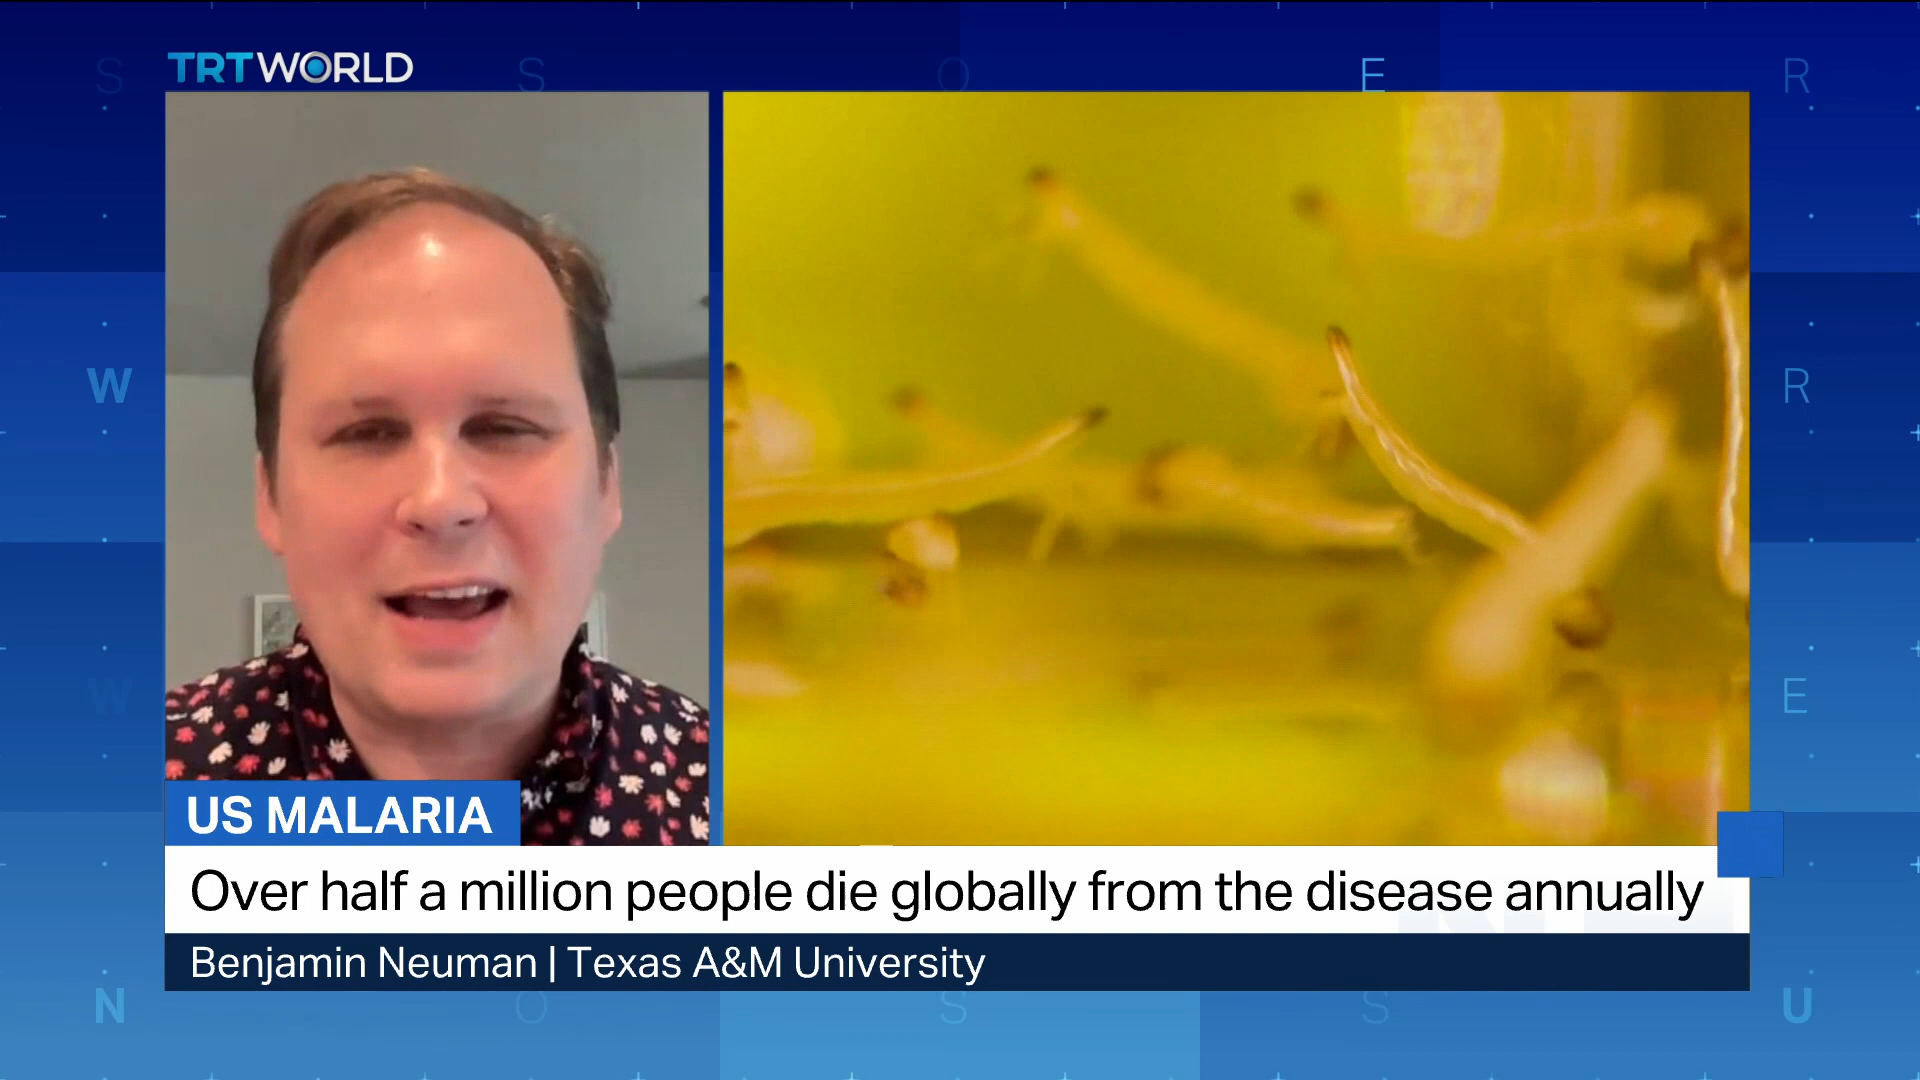 S S O E R
TRTWORLD
W R
W E
US MALARIA
Over half a million people die globally from the disease annually
Benjamin Neuman | Texas A&M University
N O S S U